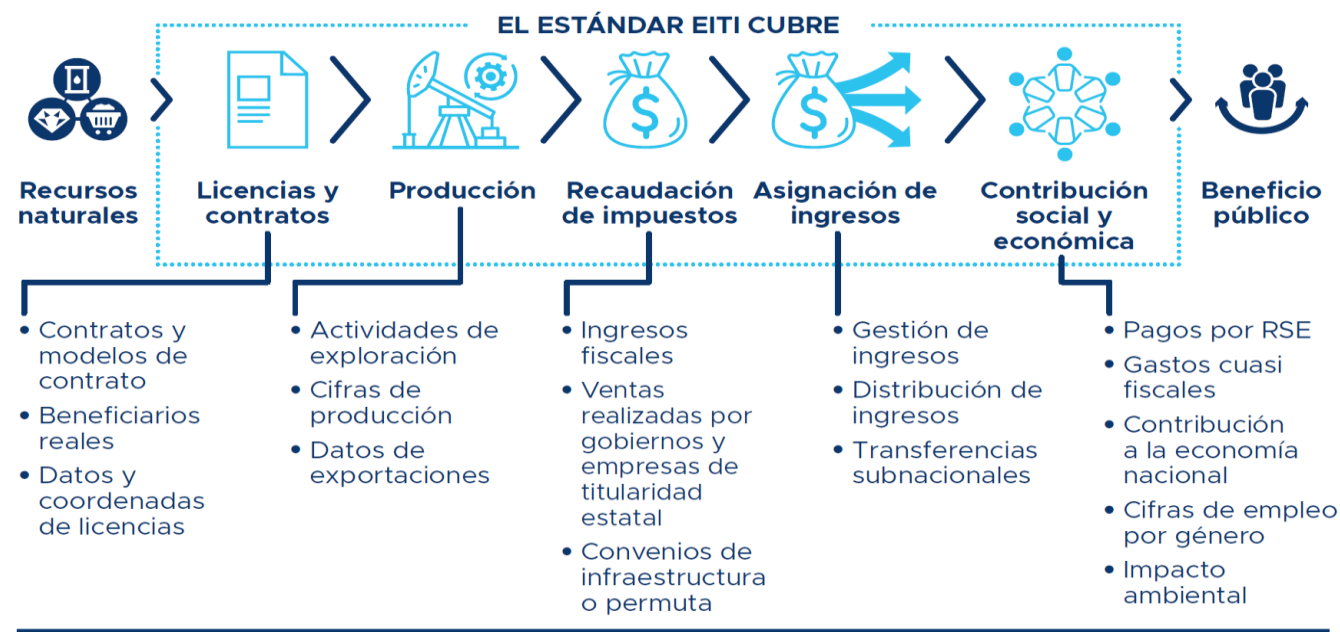 EL ESTÁNDAR EITI CUBRE
$
$
Recursos
naturales
Licencias y
contratos
Producción
Recaudación
de impuestos
Asignación de
ingresos
Contribución
social y
económica
Beneficio
público
• Contratos y
modelos de
contrato
• Beneficiarios
reales
• Datos y
coordenadas
de licencias
• Actividades de
exploración
• Cifras de
producción
• Datos de
exportaciones
• Ingresos
fiscales
• Ventas
realizadas por
gobiernos y
empresas de
titularidad
estatal
• Convenios de
infraestructura
o permuta
• Gestión de
ingresos
• Distribución de
ingresos
• Transferencias
subnacionales
• Pagos por RSE
• Gastos cuasi
fiscales
• Contribución
a la economía
nacional
• Cifras de empleo
por género
• Impacto
ambiental